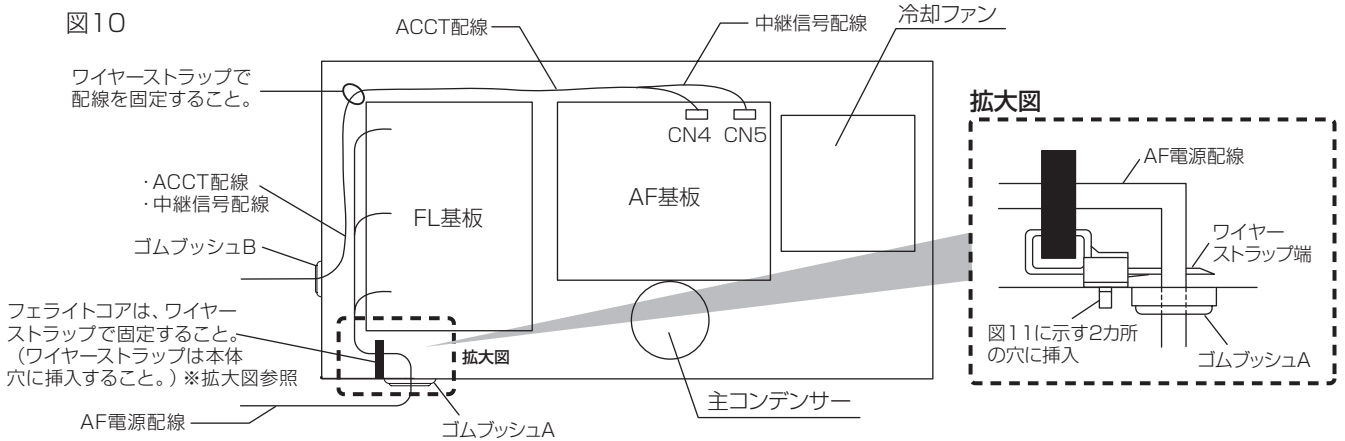 図10
ACCT配線
中継信号配線
冷却ファン
ワイヤーストラップで
配線を固定すること。
CN4 CN5
・ACCT配線
・中継信号配線
FL基板
AF基板
ゴムブッシュB
フェライトコアは、ワイヤー
ストラップで固定すること。
（ワイヤーストラップは本体
穴に挿入すること。）※拡大図参照
拡大図
AF電源配線
ゴムブッシュA
主コンデンサー
拡大図
AF電源配線
ワイヤー
ストラップ端
図11に示す2カ所
の穴に挿入
ゴムブッシュA